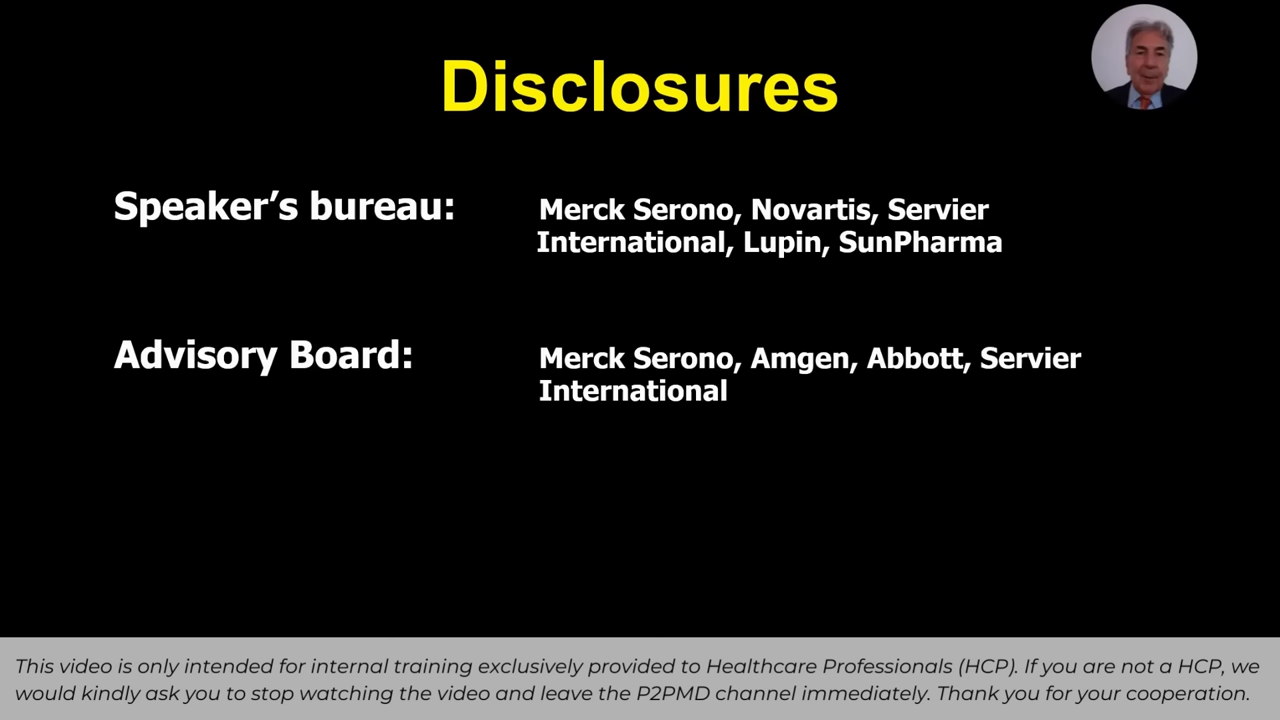 Disclosures
Speaker’s bureau:
Merck Serono, Novartis, Servier
International, Lupin, SunPharma
Advisory Board:
Merck Serono, Amgen, Abbott, Servier
International
This video is only intended for internal training exclusively provided to Healthcare Professionals (HCP). If you are not a HCP, we
would kindly ask you to stop watching the video and leave the P2PMD channel immediately. Thank you for your cooperation.